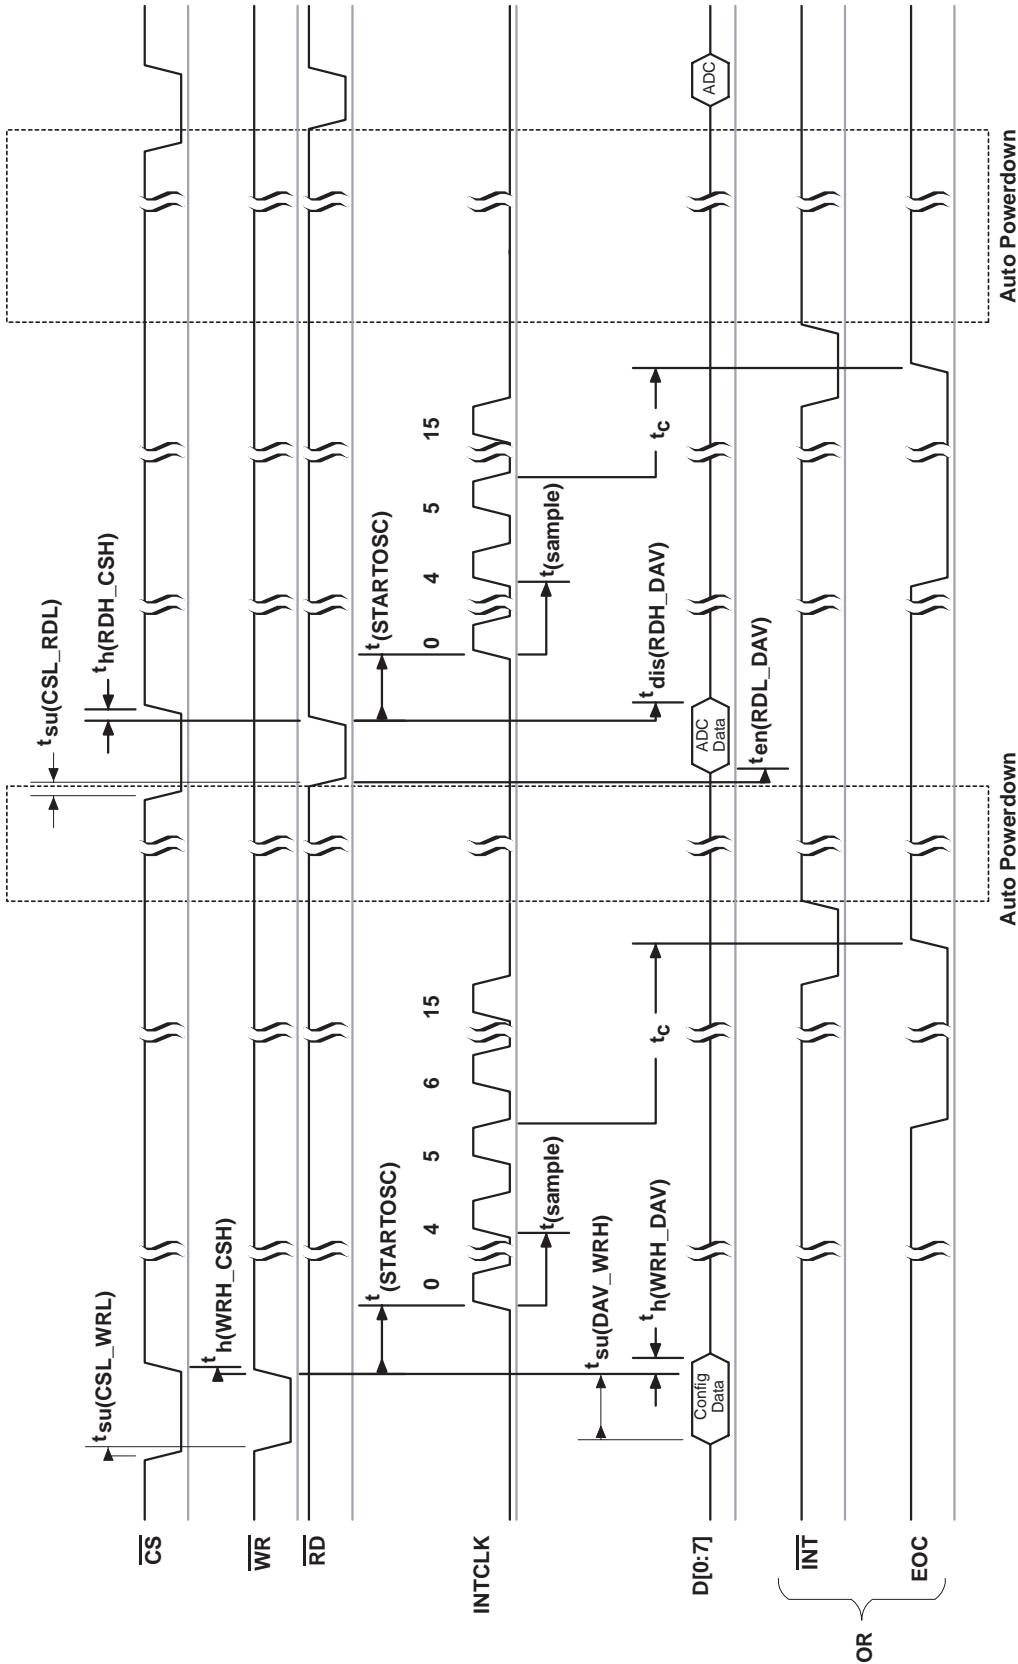 CS
tsu(CSL_WRL)
th(WRH_CSH)
tsu(CSL_RDL)
th(RDH_CSH)
WR
RD
t(STARTOSC)
t(STARTOSC)
0 4 5 6 15 0 4 5 15
INTCLK
t(sample)
t(sample)
tsu(DAV_WRH)
th(WRH_DAV)
tc
tdis(RDH_DAV)
tc
D[0:7]
Config
Data
ADC
Data
ADC
ten(RDL_DAV)
INT
OR
EOC
Auto Powerdown
Auto Powerdown